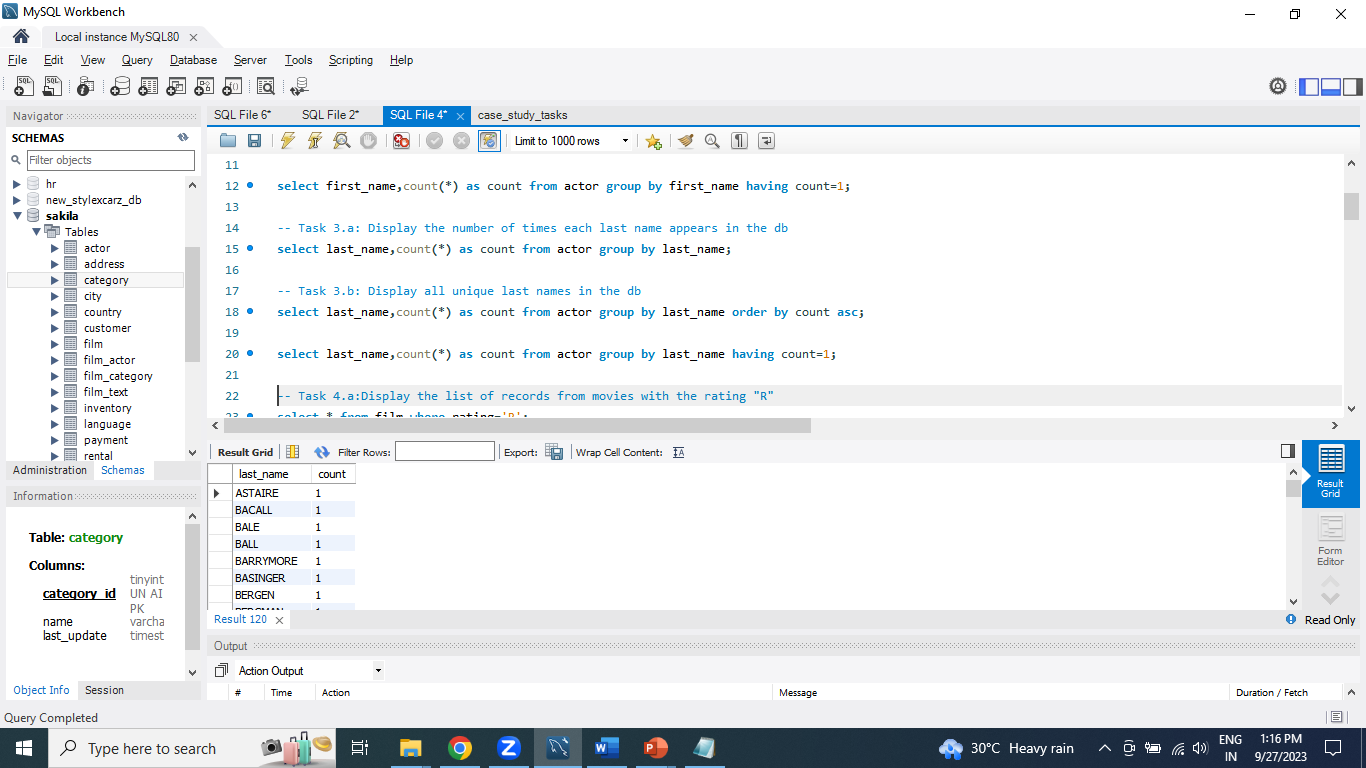 MySQL Workbench
Local instance MySQL80
File Edit View Query Database Server Tools Scripting Help
Navigator
SCHEMAS
Filter objects
hr
new_stylexcarz_db
sakila
Tables
actor
address
category
city
country
customer
film
film_actor
film_category
film_text
inventory
language
payment
rental
Administration Schemas
Information
Table: category
Columns:
category_id tinyint UN AI PK
name varcha
last_update timest
Object Info Session
SQL File 6* SQL File 2* SQL File 4* case_study_tasks
Limit to 1000 rows
11
12 select first_name,count(*) as count from actor group by first_name having count=1;
13
14 -- Task 3.a: Display the number of times each last name appears in the db
15 select last_name,count(*) as count from actor group by last_name;
16
17 -- Task 3.b: Display all unique last names in the db
18 select last_name,count(*) as count from actor group by last_name order by count asc;
19
20 select last_name,count(*) as count from actor group by last_name having count=1;
21
22 -- Task 4.a:Display the list of records from movies with the rating "R"
23 select * from film where rating='R';
Result Grid Filter Rows: Export: Wrap Cell Content:
last_name count
ASTAIRE 1
BACALL 1
BALE 1
BALL 1
BARRYMORE 1
BASINGER 1
BERGEN 1
BERGMAN 1
Result Grid
Form Editor
Result 120
Read Only
Output
Action Output
# Time Action Message Duration / Fetch
Query Completed
Type here to search
30°C Heavy rain
ENG
IN
1:16 PM
9/27/2023